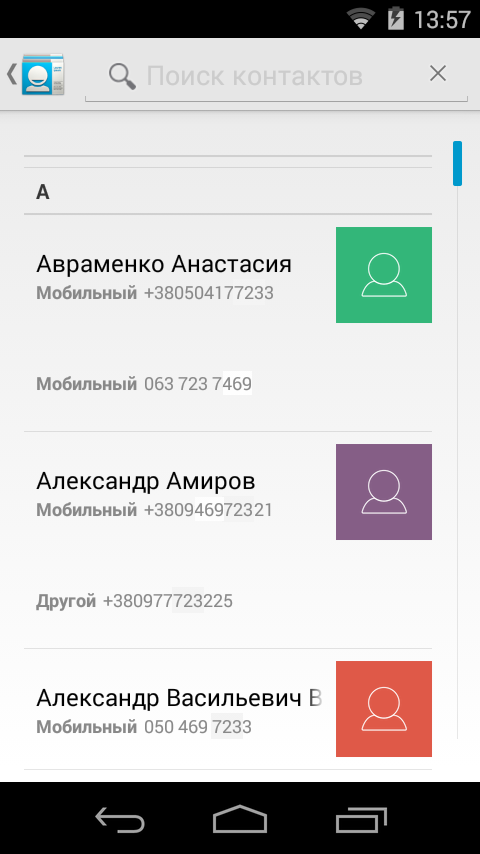 13:57
Поиск контактов
А
Авраменко Анастасия
Мобильный +380504177233
Мобильный 063 723 7469
Александр Амиров
Мобильный +380946972321
Другой +380977723225
Александр Васильевич В
Мобильный 050 469 7233